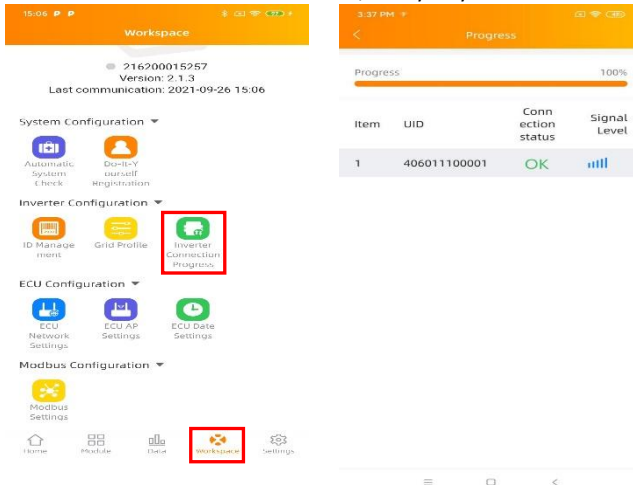 15:06 P P
Workspace
216200015257
Version: 2.1.3
Last communication: 2021-09-26 15:06
System Configuration
Automatic
System
Check
Do-It-Y
ourself
Registration
Inverter Configuration
ID Manage
ment
Grid Profile
Inverter
Connection
Progress
ECU Configuration
ECU
Network
Settings
ECU AP
Settings
ECU Date
Settings
Modbus Configuration
Modbus
Settings
Home
Module
Data
Workspace
Settings
3:37 PM
Progress
Progress 100%
Item
UID
Conn
ection
status
Signal
Level
1 406011100001 OK